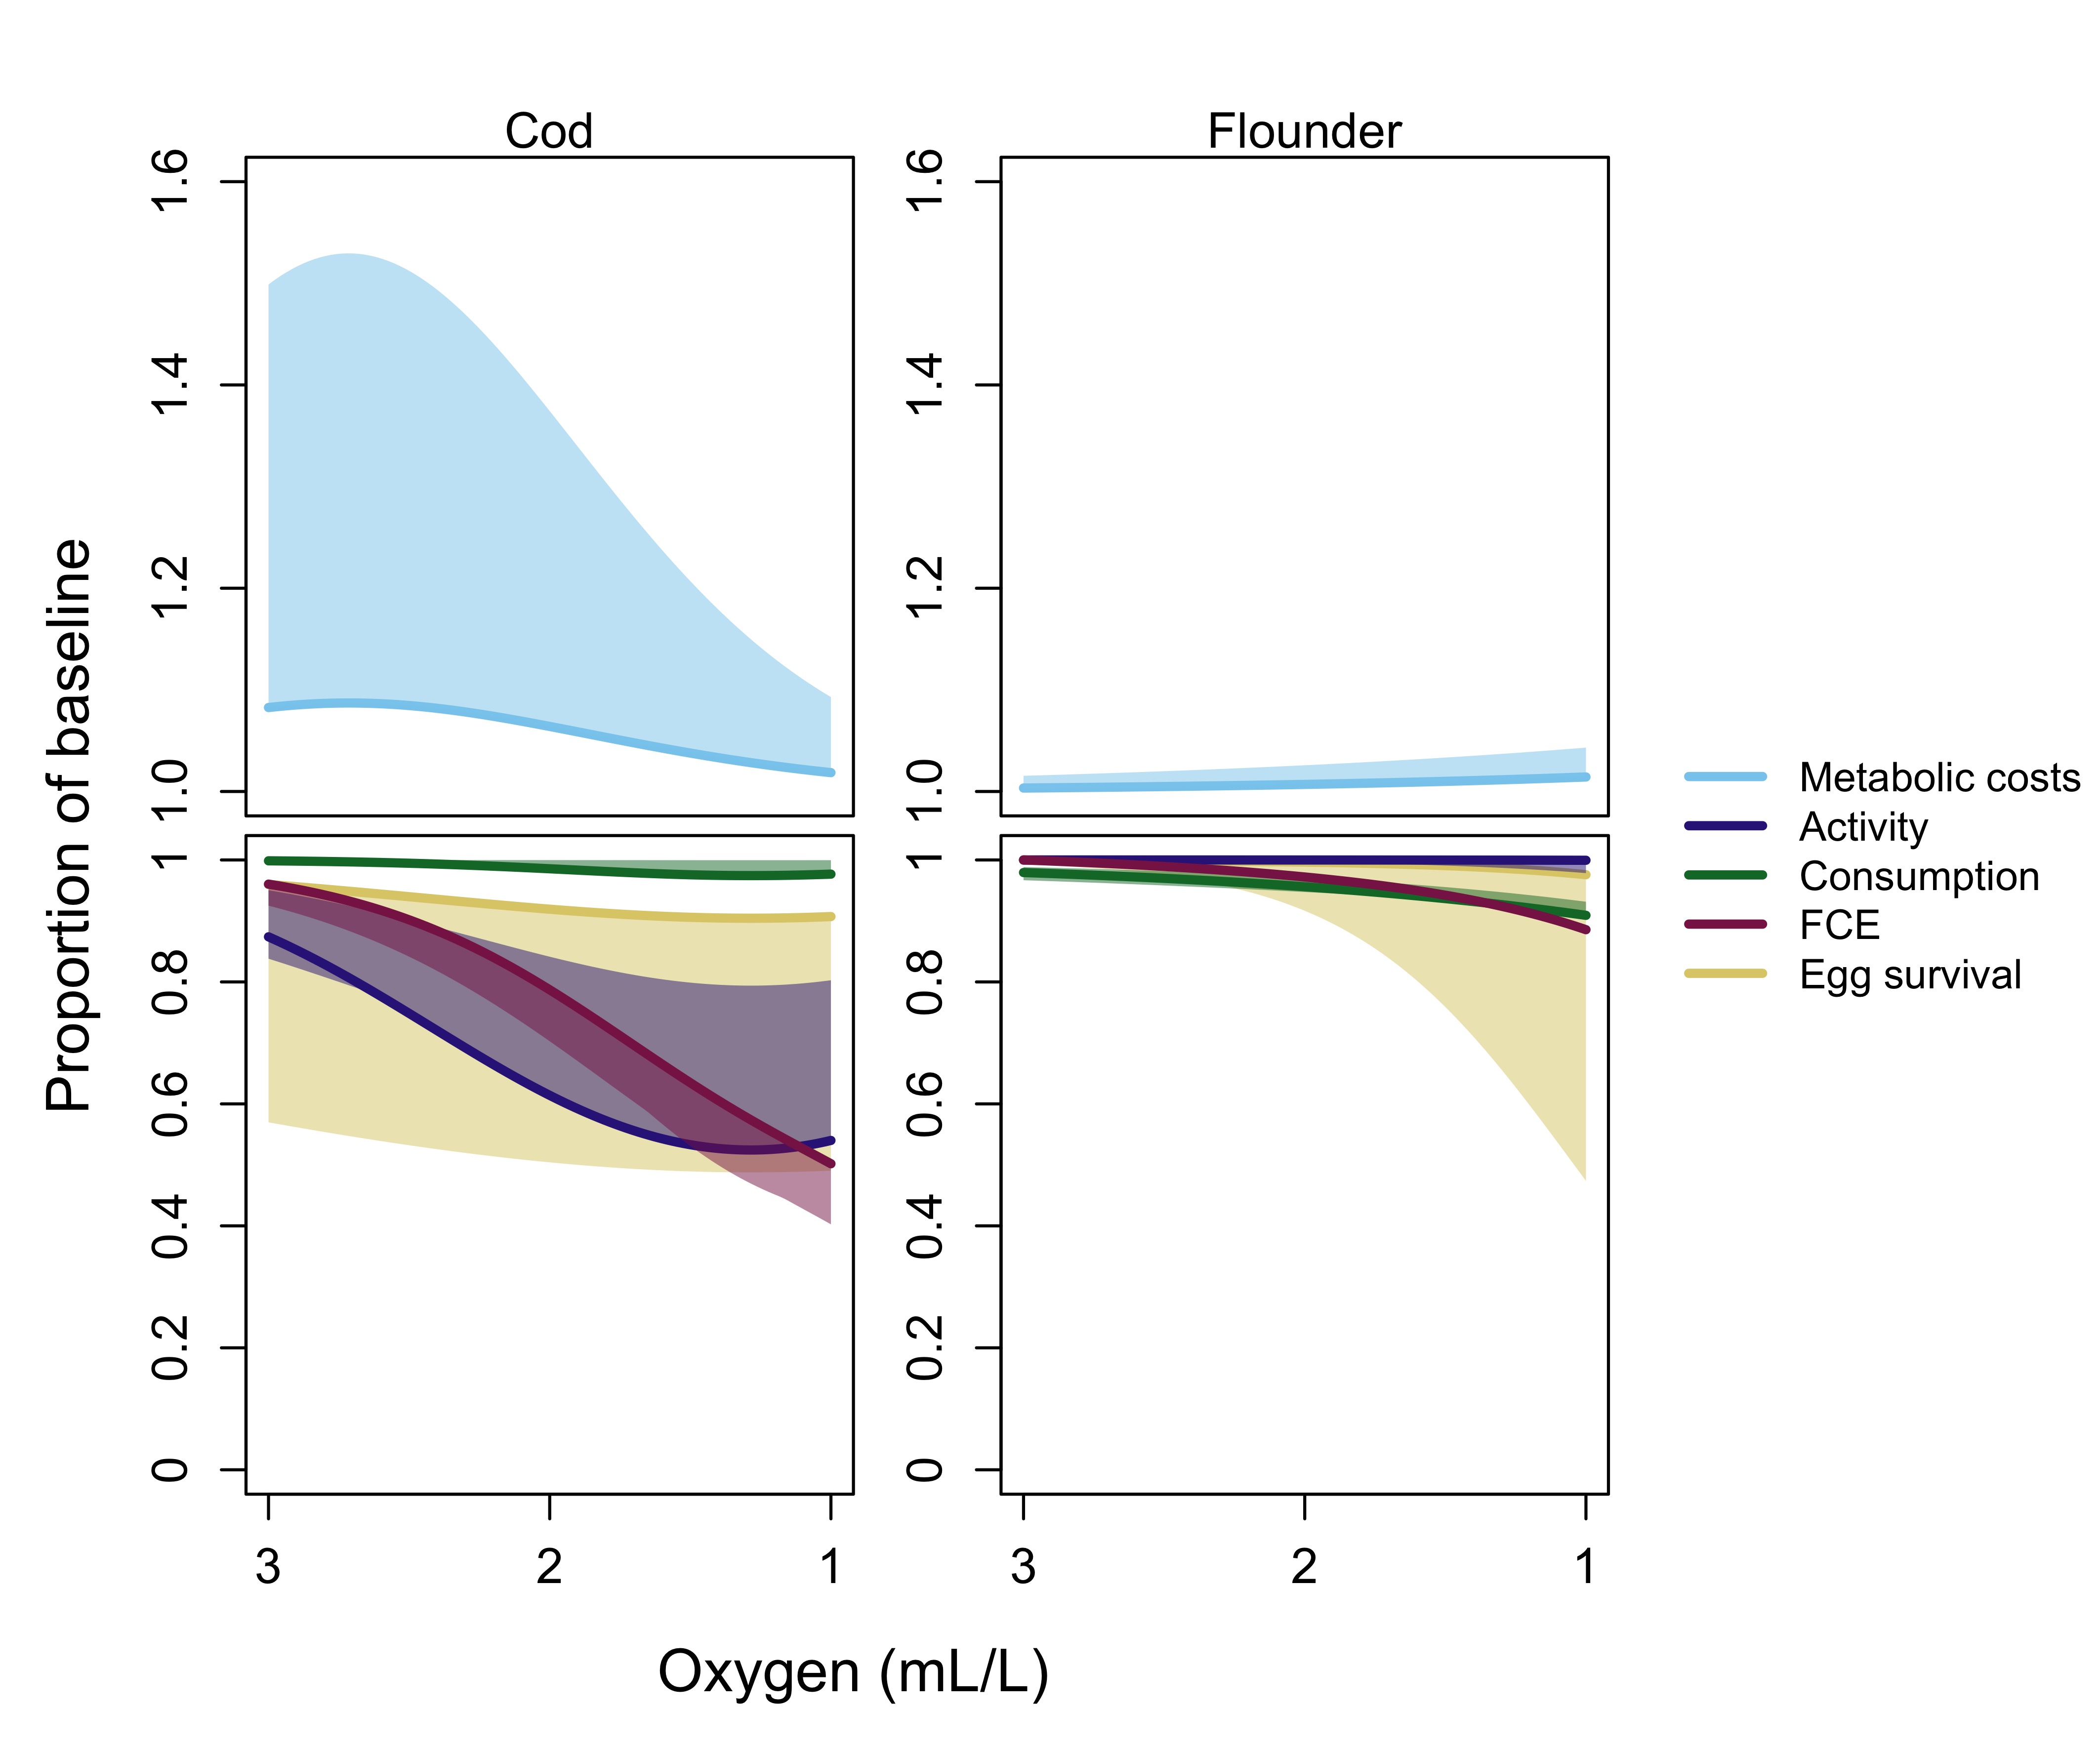 Cod
Flounder
1.6
1.4
1.2
1.0
1.6
1.4
1.2
1.0
Proportion of baseline
1
0.8
0.6
0.4
0.2
0
1
0.8
0.6
0.4
0.2
0
3
2
1
3
2
1
Oxygen (mL/L)
Metabolic costs
Activity
Consumption
FCE
Egg survival